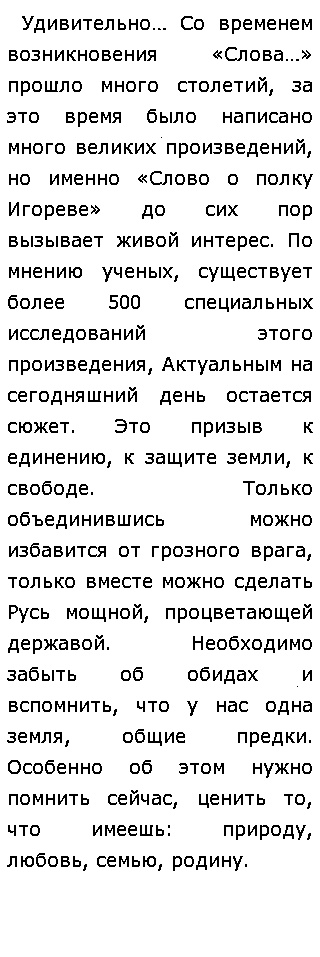 Удивительно... Со временем
возникновения «Слова...»
прошло много столетий, за
это время было написано
много великих произведений,
но именно «Слово о полку
Игореве» до сих пор
вызывает живой интерес. По
мнению ученых, существует
более 500 специальных
исследований этого
произведения, Актуальным на
сегодняшний день остается
сюжет. Это призыв к
единению, к защите земли, к
свободе. Только
объединившись можно
избавится от грозного врага,
только вместе можно сделать
Русь мощной, процветающей
державой. Необходимо
забыть об обидах и
вспомнить, что у нас одна
земля, общие предки.
Особенно об этом нужно
помнить сейчас, ценить то,
что имеешь: природу,
любовь, семью, родину.